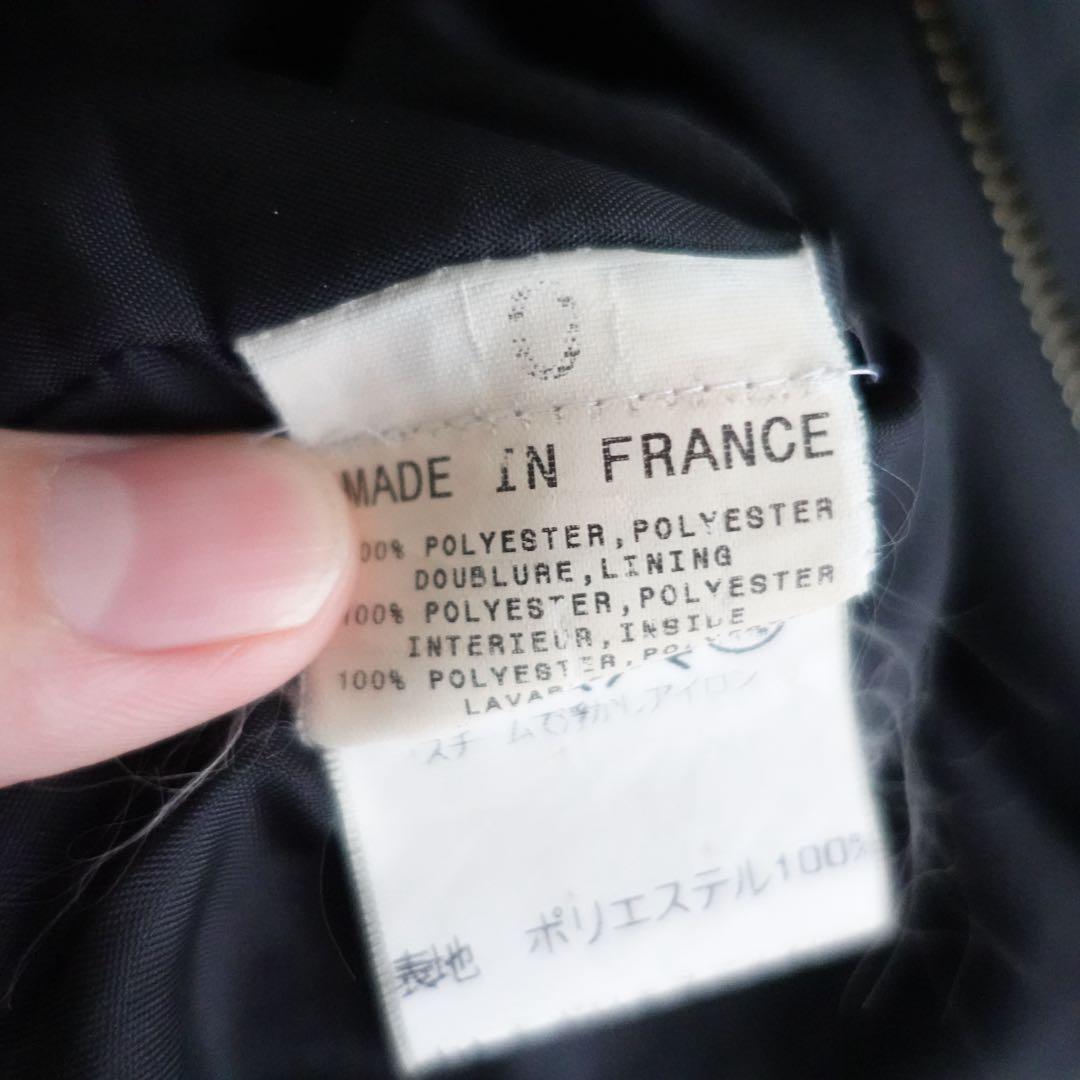 0
MADE IN FRANCE
00% POLYESTER,POLYESTER
DOUBLURE,LINING
100% POLYESTER,POLYESTER
INTERIEUR,INSIDE
100% POLYESTER,
LAVAB
スチームで浮かしアイロン
ポリエステル100%
表地